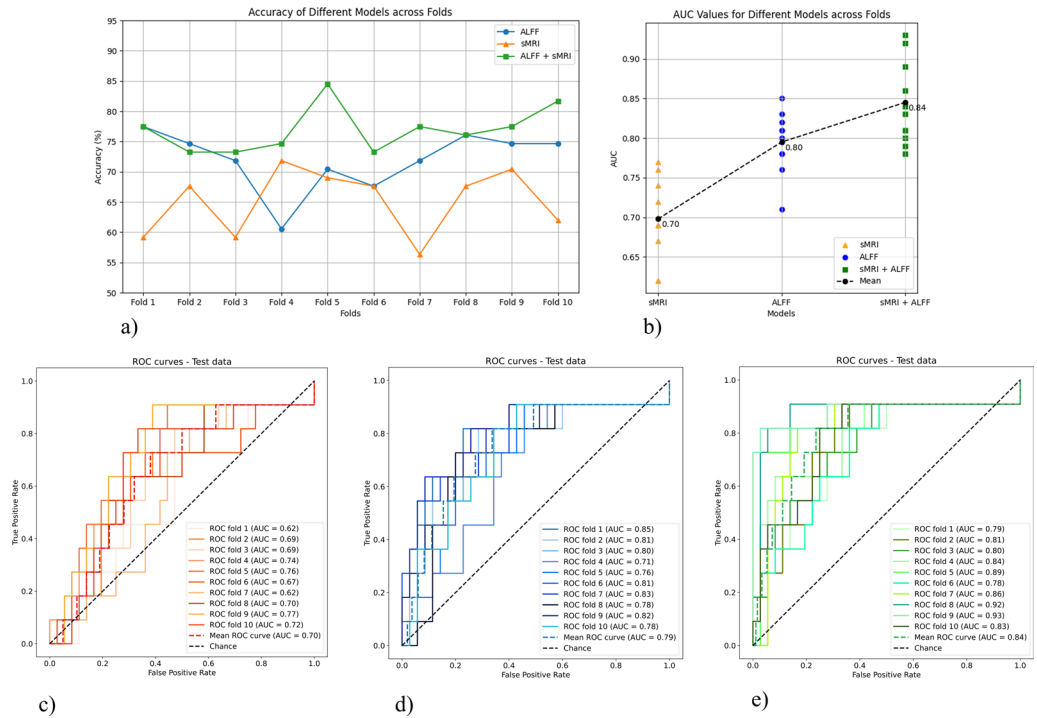 Accuracy of Different Models across Folds
95
90
85
80
75
70
65
60
55
50
Accuracy (%)
ALFF
sMRI
ALFF + sMRI
Fold 1 Fold 2 Fold 3 Fold 4 Fold 5 Fold 6 Fold 7 Fold 8 Fold 9 Fold 10
Folds
a)
AUC Values for Different Models across Folds
0.90
0.85
0.80
0.75
0.70
0.65
AUC
0.84
0.80
0.70
sMRI
ALFF
sMRI + ALFF
Mean
sMRI ALFF sMRI + ALFF
Models
b)
ROC curves - Test data
1.0
0.8
0.6
0.4
0.2
0.0
True Positive Rate
ROC fold 1 (AUC = 0.62)
ROC fold 2 (AUC = 0.69)
ROC fold 3 (AUC = 0.69)
ROC fold 4 (AUC = 0.74)
ROC fold 5 (AUC = 0.76)
ROC fold 6 (AUC = 0.67)
ROC fold 7 (AUC = 0.62)
ROC fold 8 (AUC = 0.70)
ROC fold 9 (AUC = 0.77)
ROC fold 10 (AUC = 0.72)
Mean ROC curve (AUC = 0.70)
Chance
0.0 0.2 0.4 0.6 0.8 1.0
False Positive Rate
c)
ROC curves - Test data
1.0
0.8
0.6
0.4
0.2
0.0
True Positive Rate
ROC fold 1 (AUC = 0.85)
ROC fold 2 (AUC = 0.81)
ROC fold 3 (AUC = 0.80)
ROC fold 4 (AUC = 0.71)
ROC fold 5 (AUC = 0.76)
ROC fold 6 (AUC = 0.81)
ROC fold 7 (AUC = 0.83)
ROC fold 8 (AUC = 0.78)
ROC fold 9 (AUC = 0.82)
ROC fold 10 (AUC = 0.78)
Mean ROC curve (AUC = 0.79)
Chance
0.0 0.2 0.4 0.6 0.8 1.0
False Positive Rate
d)
ROC curves - Test data
1.0
0.8
0.6
0.4
0.2
0.0
True Positive Rate
ROC fold 1 (AUC = 0.79)
ROC fold 2 (AUC = 0.81)
ROC fold 3 (AUC = 0.80)
ROC fold 4 (AUC = 0.84)
ROC fold 5 (AUC = 0.89)
ROC fold 6 (AUC = 0.78)
ROC fold 7 (AUC = 0.86)
ROC fold 8 (AUC = 0.92)
ROC fold 9 (AUC = 0.93)
ROC fold 10 (AUC = 0.83)
Mean ROC curve (AUC = 0.84)
Chance
0.0 0.2 0.4 0.6 0.8 1.0
False Positive Rate
e)